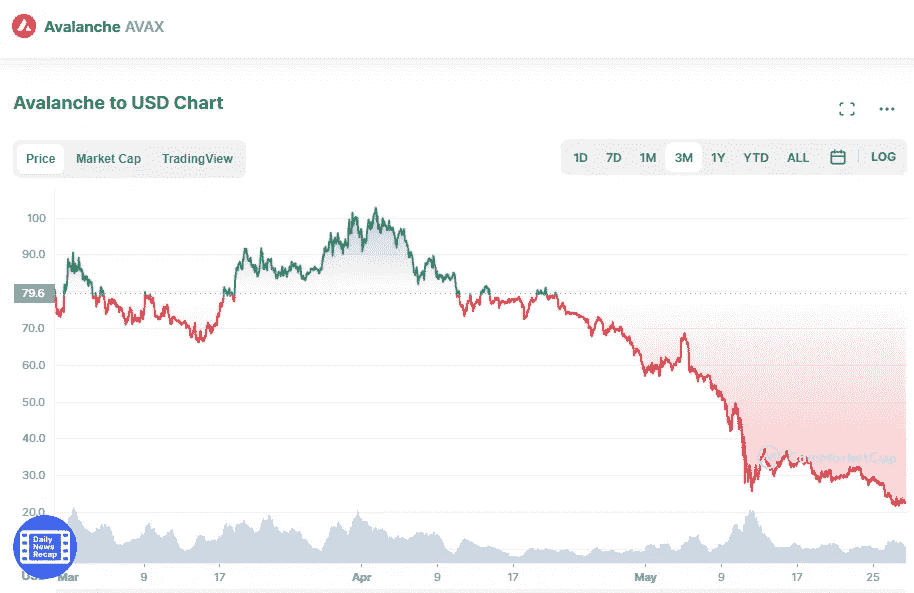 Avalanche AVAX
Avalanche to USD Chart
Price Market Cap TradingView
1D 7D 1M 3M 1Y YTD ALL LOG
100
90.0
79.6
70.0
60.0
50.0
40.0
30.0
20.0
CoinMarketCap
Daily
News
Recap
Mar 9 17 Apr 9 17 May 9 17 25